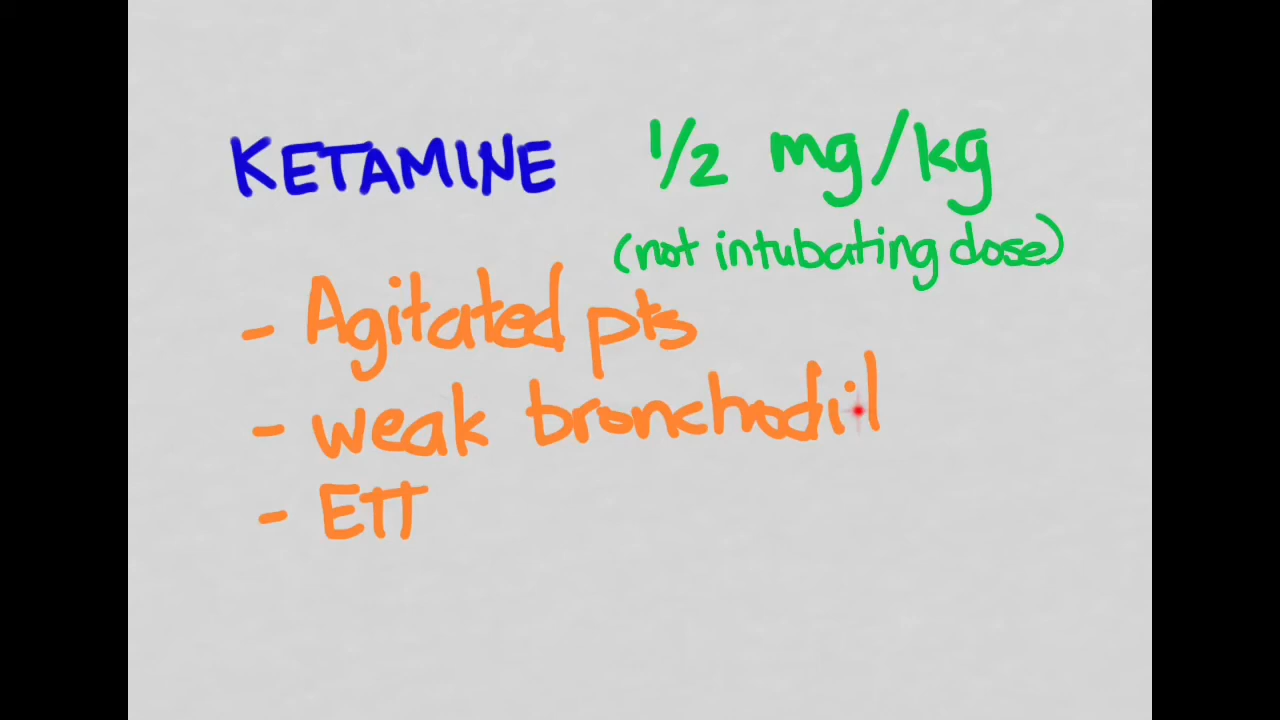 KETAMINE 1/2 mg/kg
(not intubating dose)
- Agitated pts
- weak bronchodil
- ETT